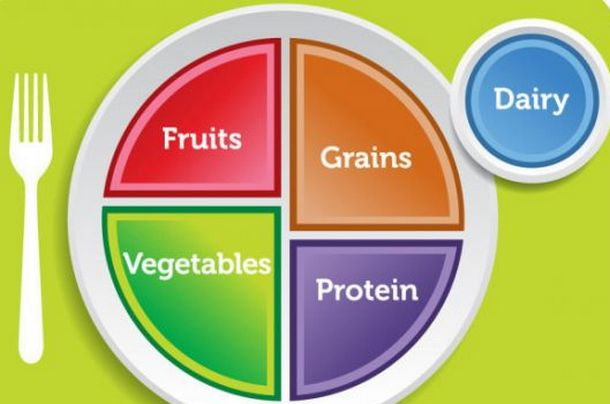 Fruits
Grains
Dairy
Vegetables
Protein